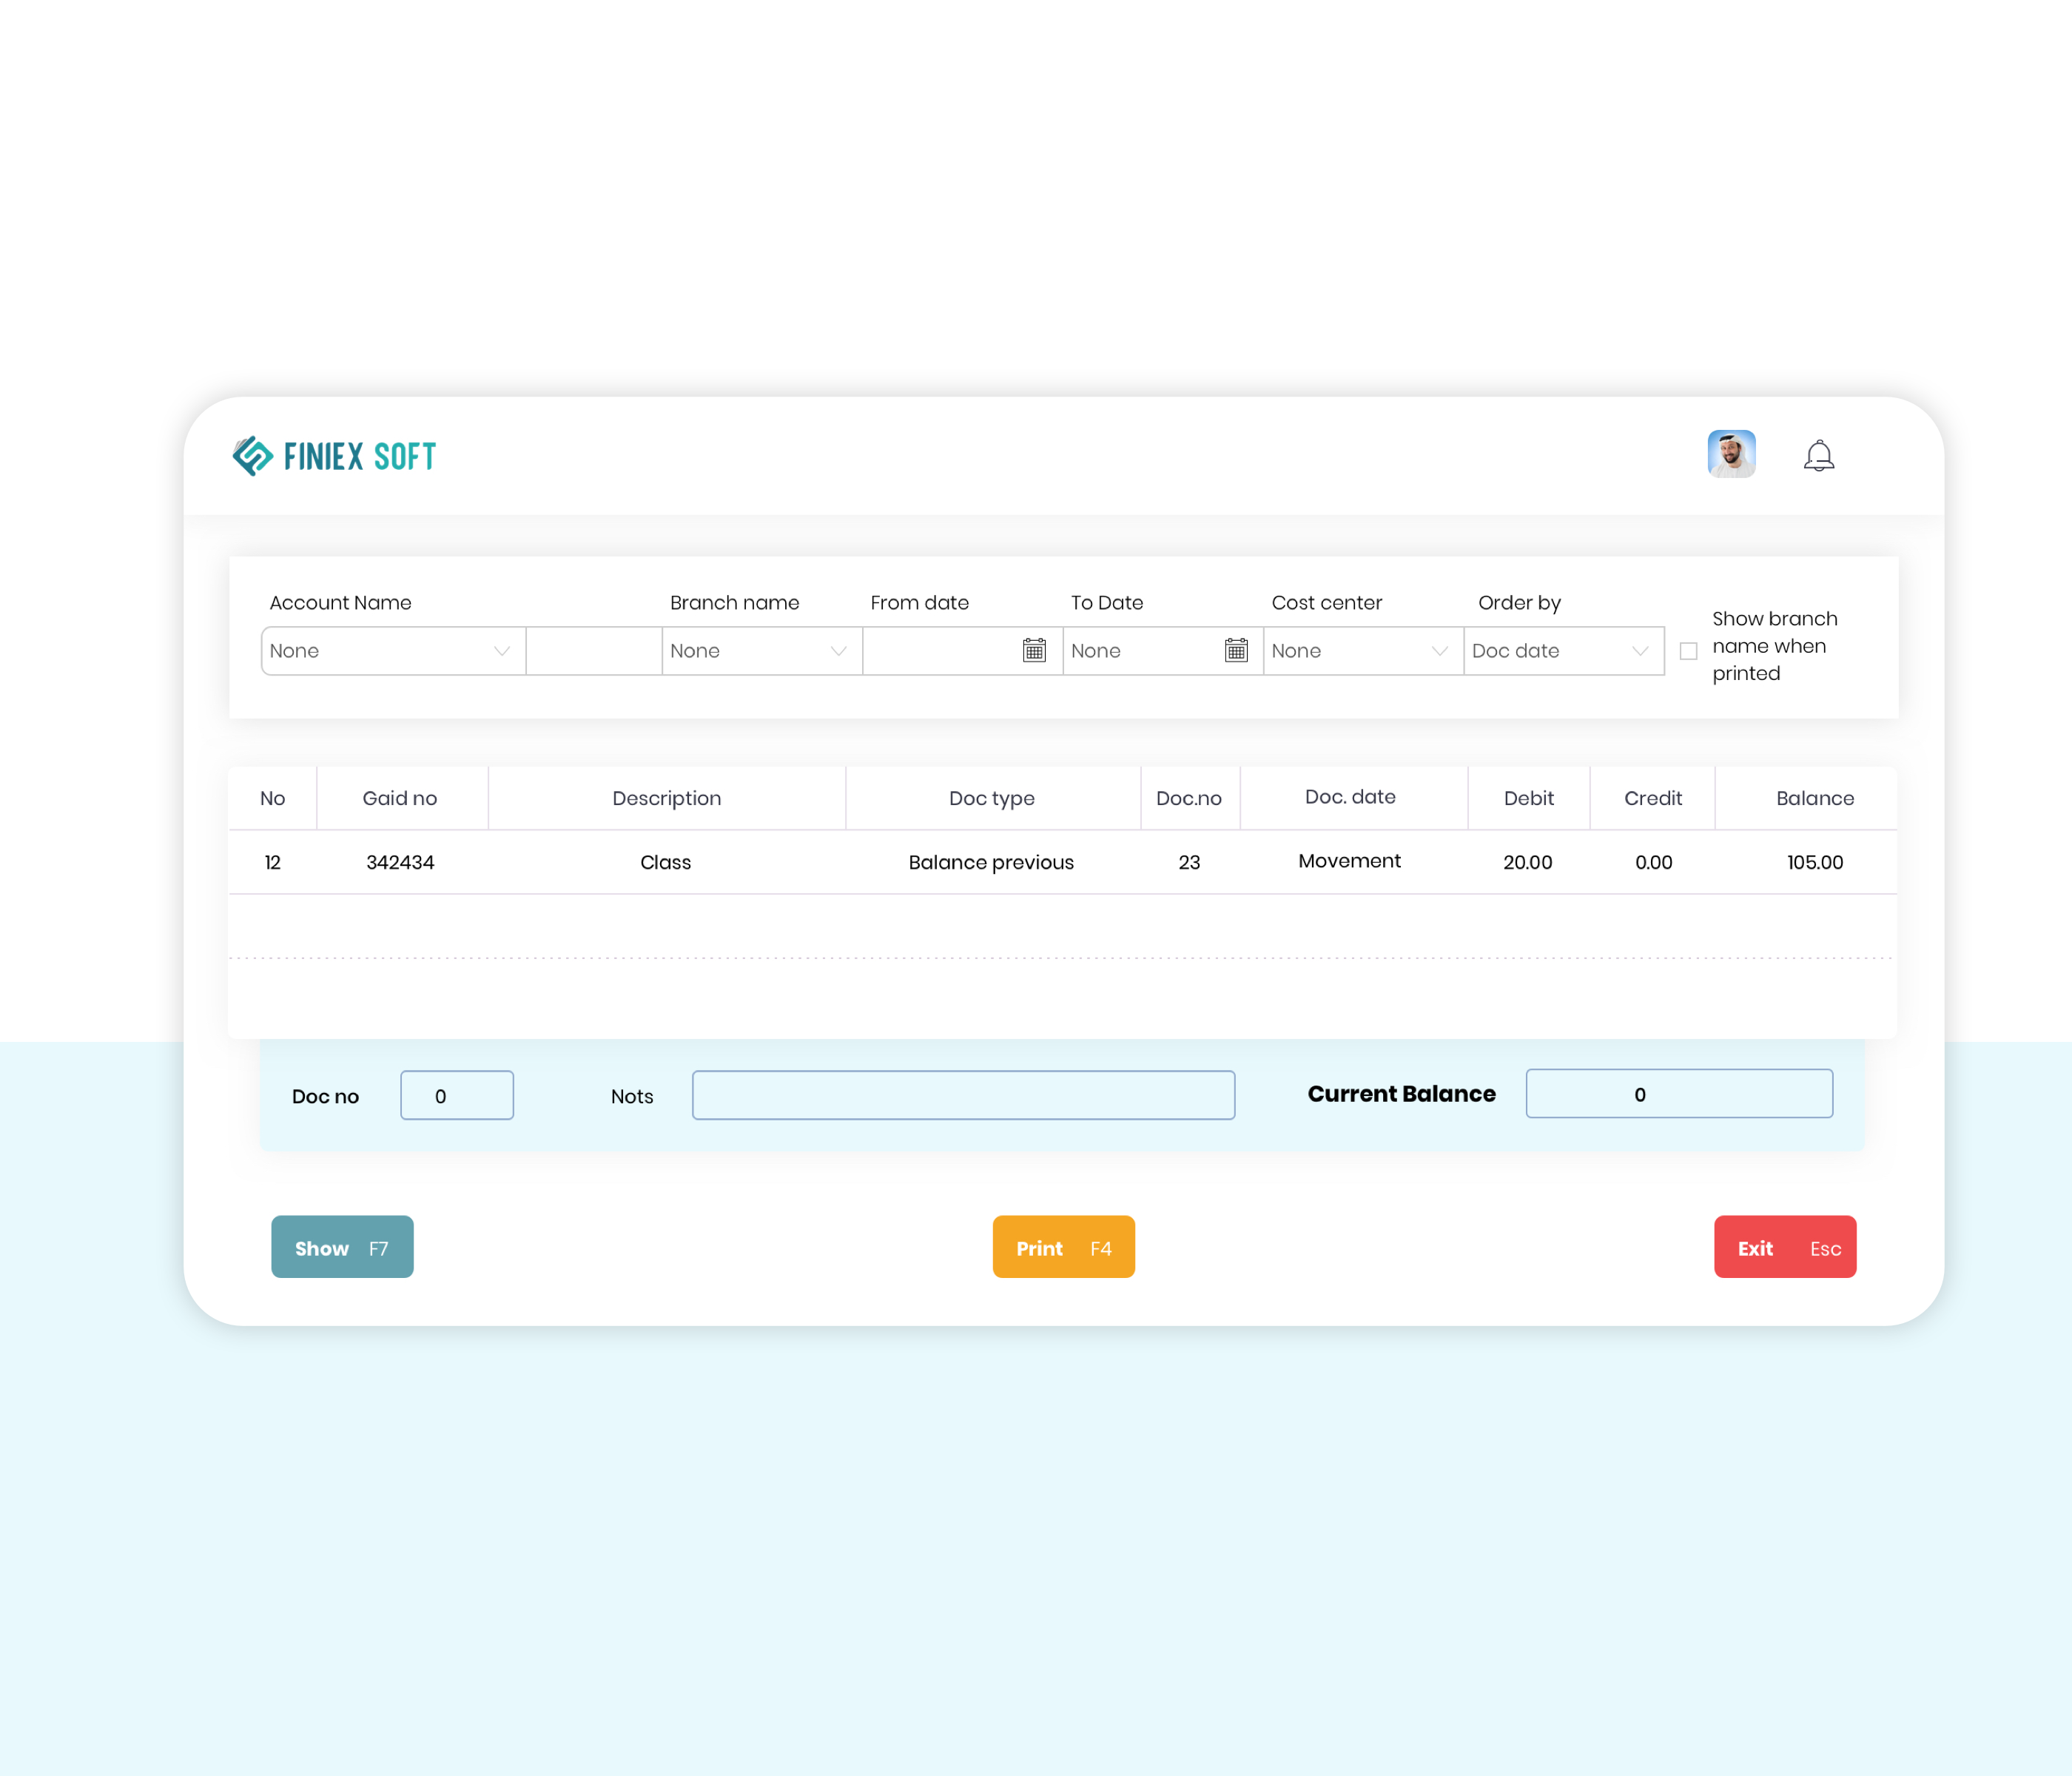 FINIEX SOFT
Account Name Branch name From date To Date Cost center Order by
None None None None Doc date
Show branch
name when
printed
No Gaid no Description Doc type Doc.no Doc. date Debit Credit Balance
12 342434 Class Balance previous 23 Movement 20.00 0.00 105.00
Doc no 0 Nots Current Balance 0
Show F7 Print F4 Exit Esc